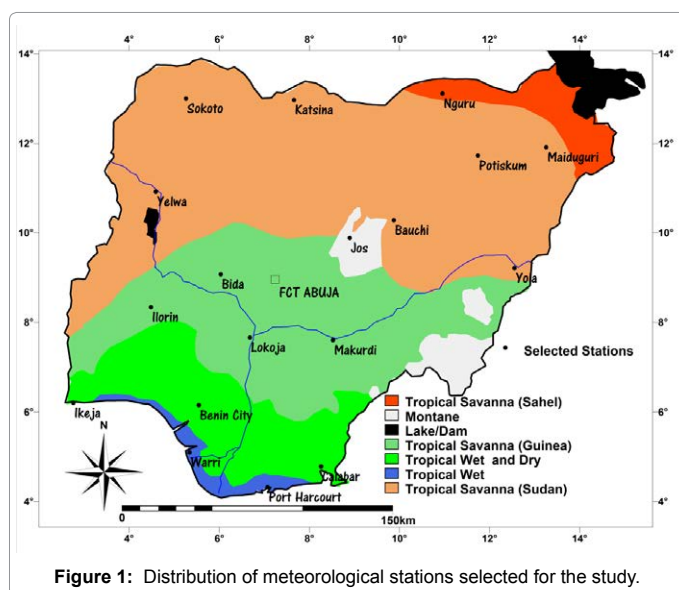 4° 6° 8° 10° 12° 14°
14° 14°
Sokoto Katsina Nguru
12° 12°
Potiskum Maiduguri
Yelwa
Bauchi
10° 10°
Jos
Bida FCT ABUJA Yola
Ilorin
8° 8°
Lokoja Makurdi Selected Stations
Tropical Savanna (Sahel)
Montane
Lake/Dam
Tropical Savanna (Guinea)
Tropical Wet and Dry
Tropical Wet
Tropical Savanna (Sudan)
6° 6°
Ikeja Benin City
N
Warri Calabar
4° 4°
Port Harcourt
0 150km
4° 6° 8° 10° 12° 14°
Figure 1: Distribution of meteorological stations selected for the study.